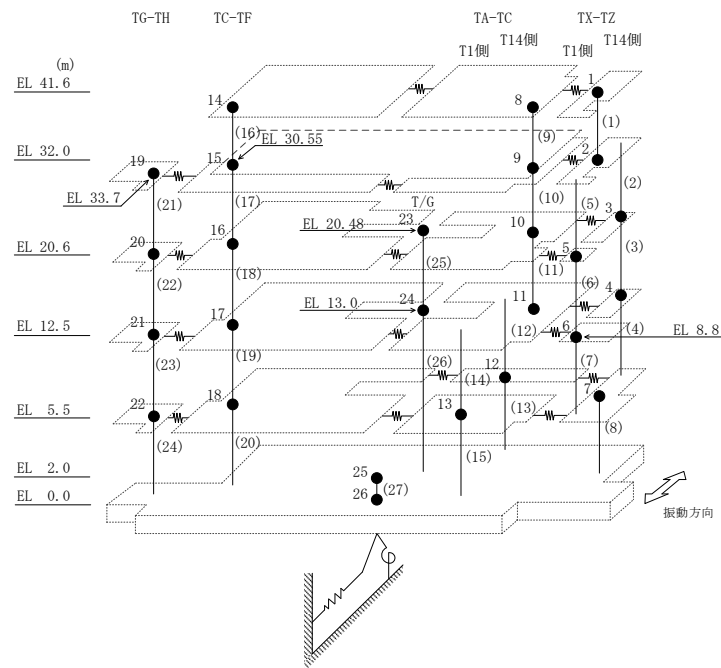 TG-TH TC-TF TA-TC TX-TZ
T1側 T14側 T1側 T14側
(m)
EL 41.6
14 8 1
(16) (9) (1)
EL 32.0
EL 30.55
19 15 9 2
EL 33.7
(21) (17) (10) (2)
T/G
EL 20.48
23 (5) 3
16 10 (3)
EL 20.6
20 (25) (11) 5
(22) (18) (6)
EL 13.0
24 11 4
EL 12.5
21 17 (12) 6 (4)
EL 8.8
(23) (19) (26) 12 (7)
(14)
EL 5.5
22 18 13 (13) 7
(24) (20) (15) (8)
EL 2.0
25
EL 0.0
26 (27)
振動方向